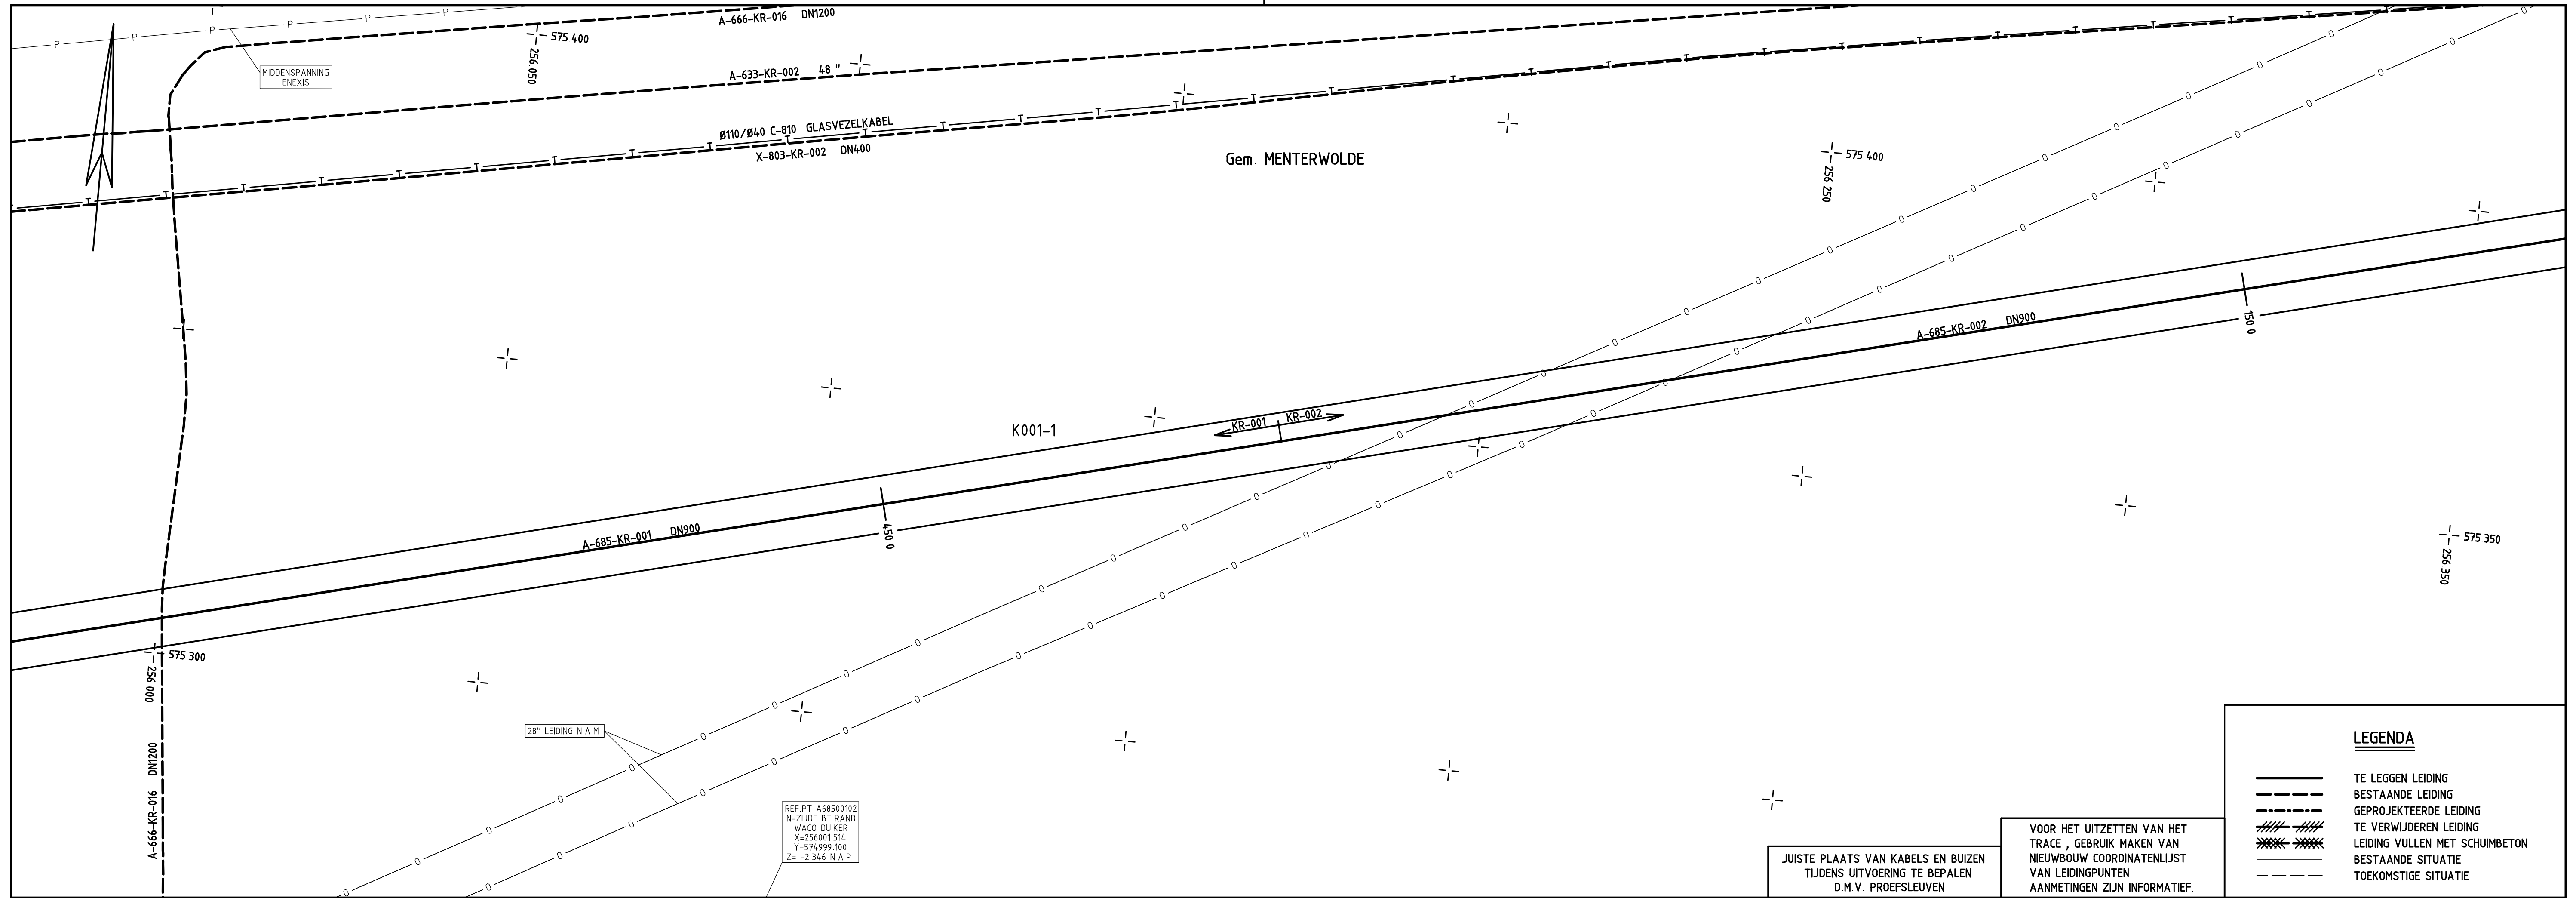 A-666-KR-016 DN1200
575 400
256 050
MIDDENSPANNING
ENEXIS
A-633-KR-002 48 "
Ø110/Ø40 C-810 GLASVEZELKABEL
X-803-KR-002 DN400
Gem. MENTERWOLDE
575 400
256 250
A-685-KR-002 DN900
150 0
K001-1
KR-001 KR-002
A-685-KR-001 DN900
450 0
575 350
256 350
575 300
256 000
A-666-KR-016 DN1200
28" LEIDING N.A.M.
REF.PT A68500102
N-ZIJDE BT.RAND
WACO DUIKER
X=256001.514
Y=574999.100
Z= -2.346 N.A.P.
JUISTE PLAATS VAN KABELS EN BUIZEN
TIJDENS UITVOERING TE BEPALEN
D.M.V. PROEFSLEUVEN
VOOR HET UITZETTEN VAN HET
TRACE , GEBRUIK MAKEN VAN
NIEUWBOUW COORDINATENLIJST
VAN LEIDINGPUNTEN.
AANMETINGEN ZIJN INFORMATIEF.
LEGENDA
TE LEGGEN LEIDING
BESTAANDE LEIDING
GEPROJEKTEERDE LEIDING
TE VERWIJDEREN LEIDING
LEIDING VULLEN MET SCHUIMBETON
BESTAANDE SITUATIE
TOEKOMSTIGE SITUATIE